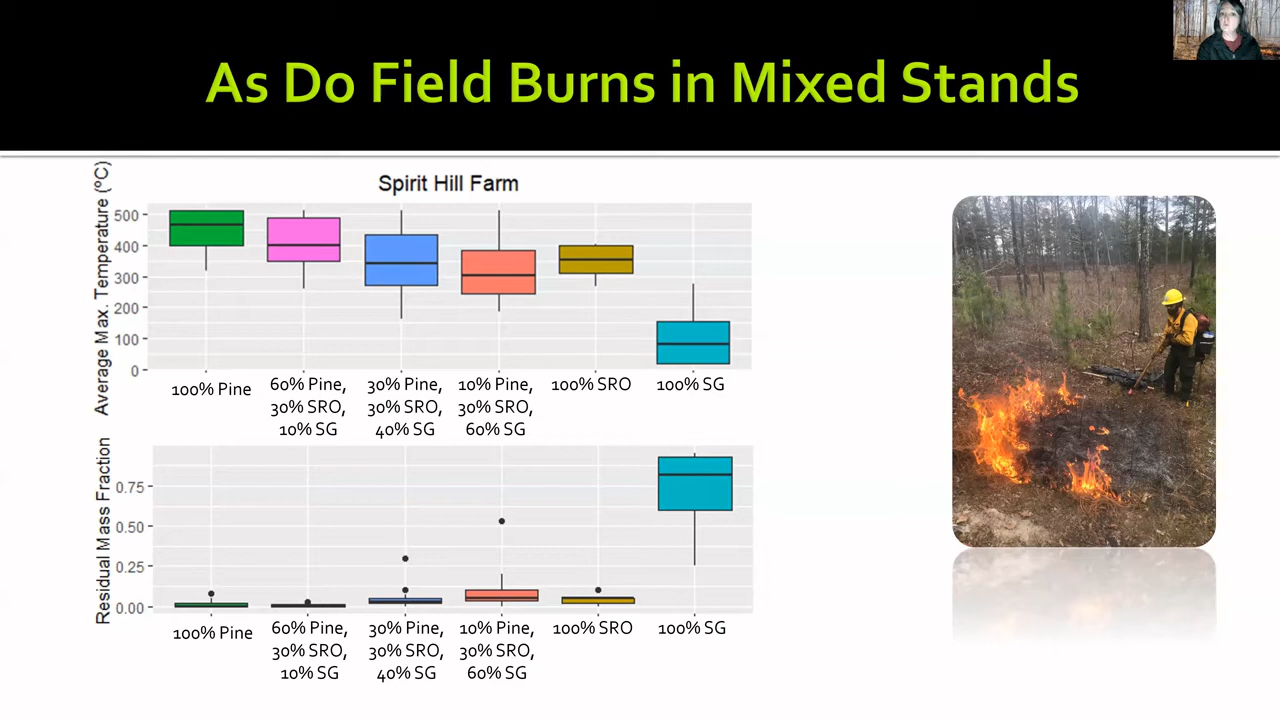 As Do Field Burns in Mixed Stands
Spirit Hill Farm
Average Max. Temperature (°C)
500
400
300
200
100
0
100% Pine
60% Pine,
30% SRO,
10% SG
30% Pine,
30% SRO,
40% SG
10% Pine,
30% SRO,
60% SG
100% SRO
100% SG
Residual Mass Fraction
0.75
0.50
0.25
0.00
100% Pine
60% Pine,
30% SRO,
10% SG
30% Pine,
30% SRO,
40% SG
10% Pine,
30% SRO,
60% SG
100% SRO
100% SG